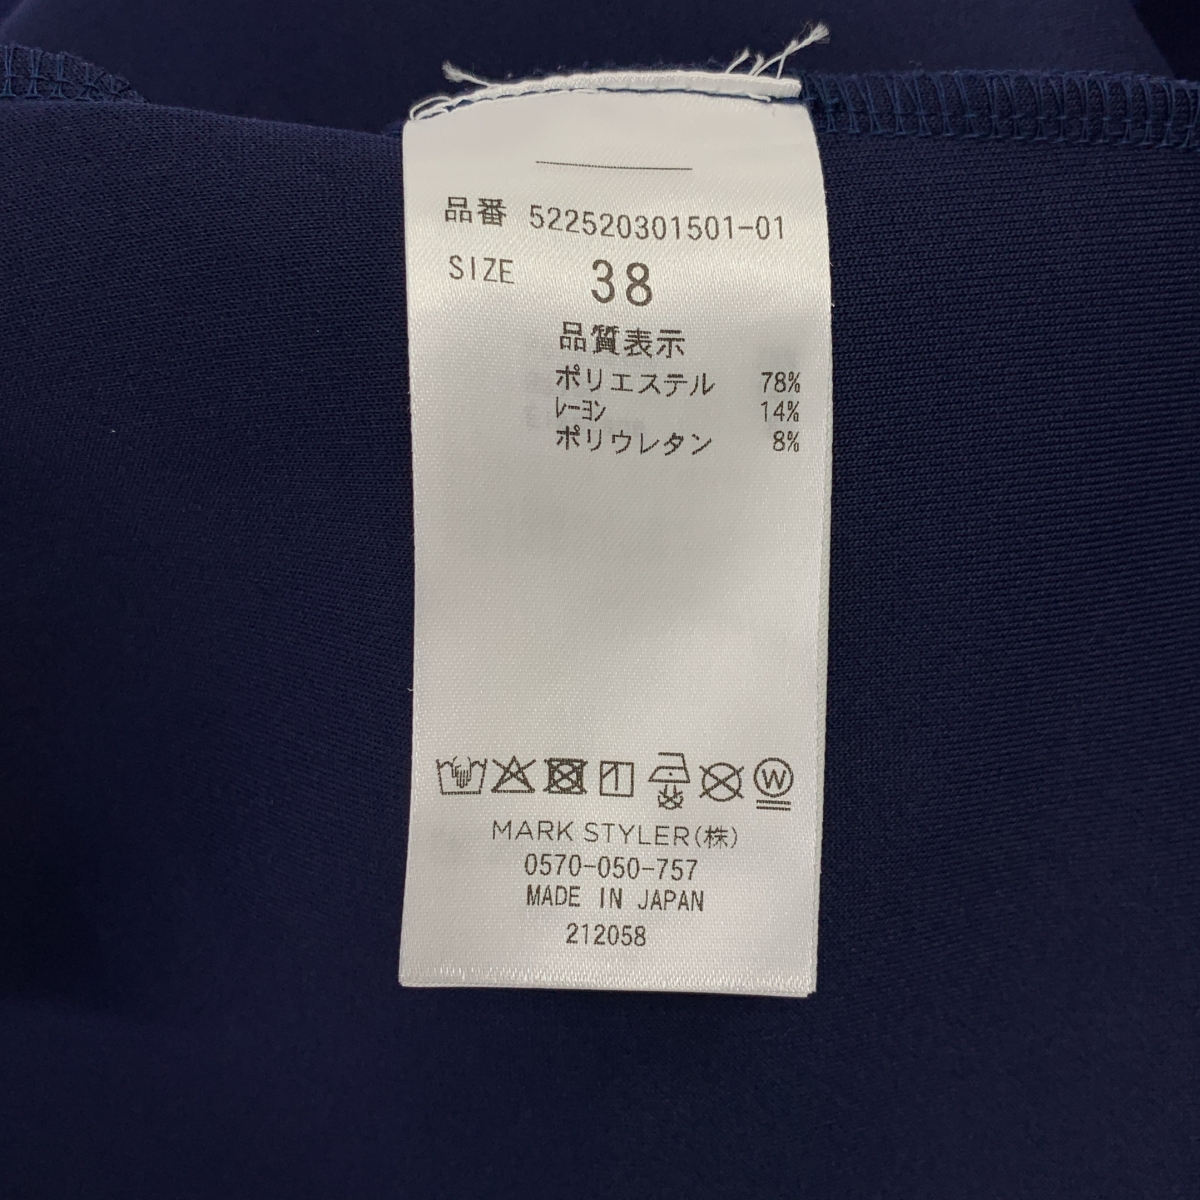 品番 522520301501-01
SIZE 38
品質表示
ポリエステル 78%
ﾚｰﾖﾝ 14%
ポリウレタン 8%
W
MARK STYLER(株)
0570-050-757
MADE IN JAPAN
212058